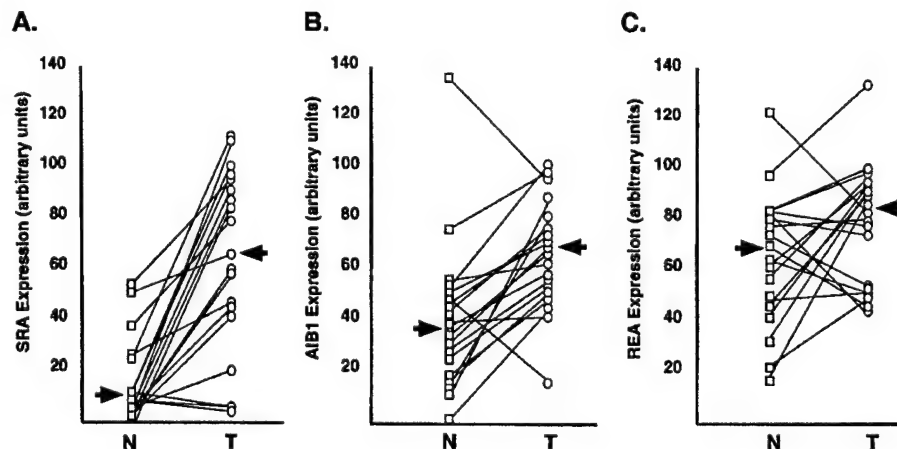 A.
SRA Expression (arbitrary units)
140
120
100
80
60
40
20
N
T
B.
AIB1 Expression (arbitrary units)
140
120
100
80
60
40
20
N
T
C.
REA Expression (arbitrary units)
140
120
100
80
60
40
20
N
T